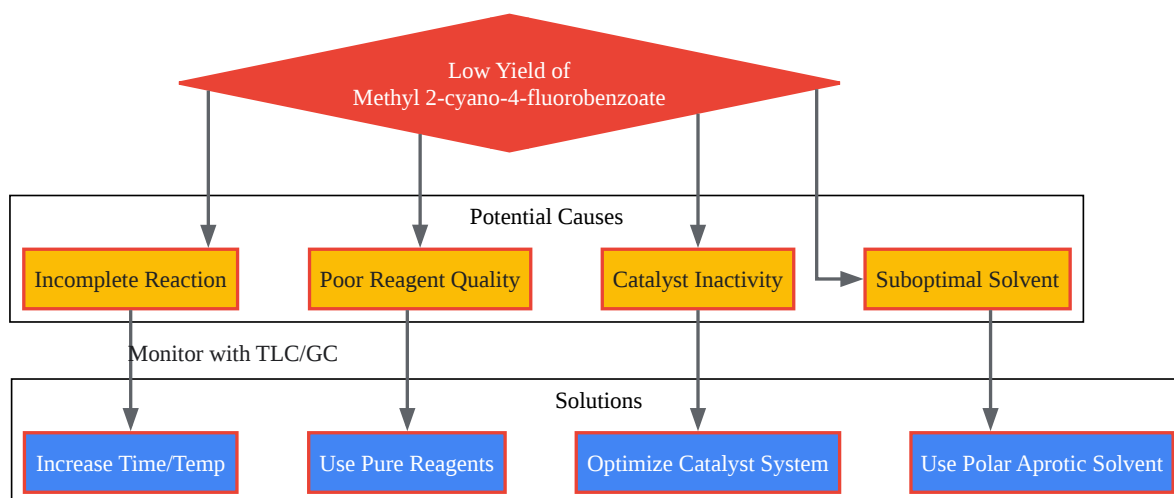 Low Yield of
Methyl 2-cyano-4-fluorobenzoate
Potential Causes
Incomplete Reaction
Poor Reagent Quality
Catalyst Inactivity
Suboptimal Solvent
Monitor with TLC/GC
Solutions
Increase Time/Temp
Use Pure Reagents
Optimize Catalyst System
Use Polar Aprotic Solvent